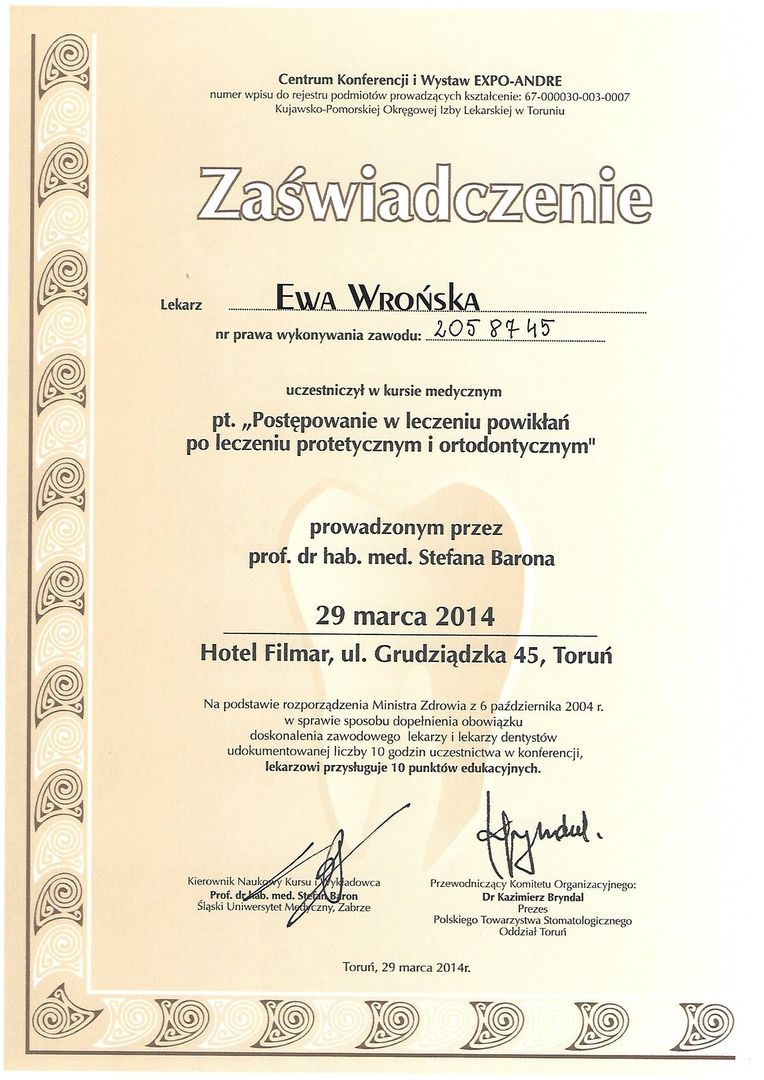 Centrum Konferencji i Wystaw EXPO-ANDRE
numer wpisu do rejestru podmiotów prowadzących kształcenie: 67-000030-003-0007
Kujawsko-Pomorskiej Okręgowej Izby Lekarskiej w Toruniu
Zaświadczenie
Lekarz Ewa Wrońska
nr prawa wykonywania zawodu: 2058745
uczestniczył w kursie medycznym
pt. „Postępowanie w leczeniu powikłań
po leczeniu protetycznym i ortodontycznym"
prowadzonym przez
prof. dr hab. med. Stefana Barona
29 marca 2014
Hotel Filmar, ul. Grudziądzka 45, Toruń
Na podstawie rozporządzenia Ministra Zdrowia z 6 października 2004 r.
w sprawie sposobu dopełnienia obowiązku
doskonalenia zawodowego lekarzy i lekarzy dentystów
udokumentowanej liczby 10 godzin uczestnictwa w konferencji,
lekarzowi przysługuje 10 punktów edukacyjnych.
Kierownik Naukowy Kursu i Wykładowca
Prof. dr hab. med. Stefan Baron
Śląski Uniwersytet Medyczny, Zabrze
Przewodniczący Komitetu Organizacyjnego:
Dr Kazimierz Bryndal
Prezes
Polskiego Towarzystwa Stomatologicznego
Oddział Toruń
Toruń, 29 marca 2014r.